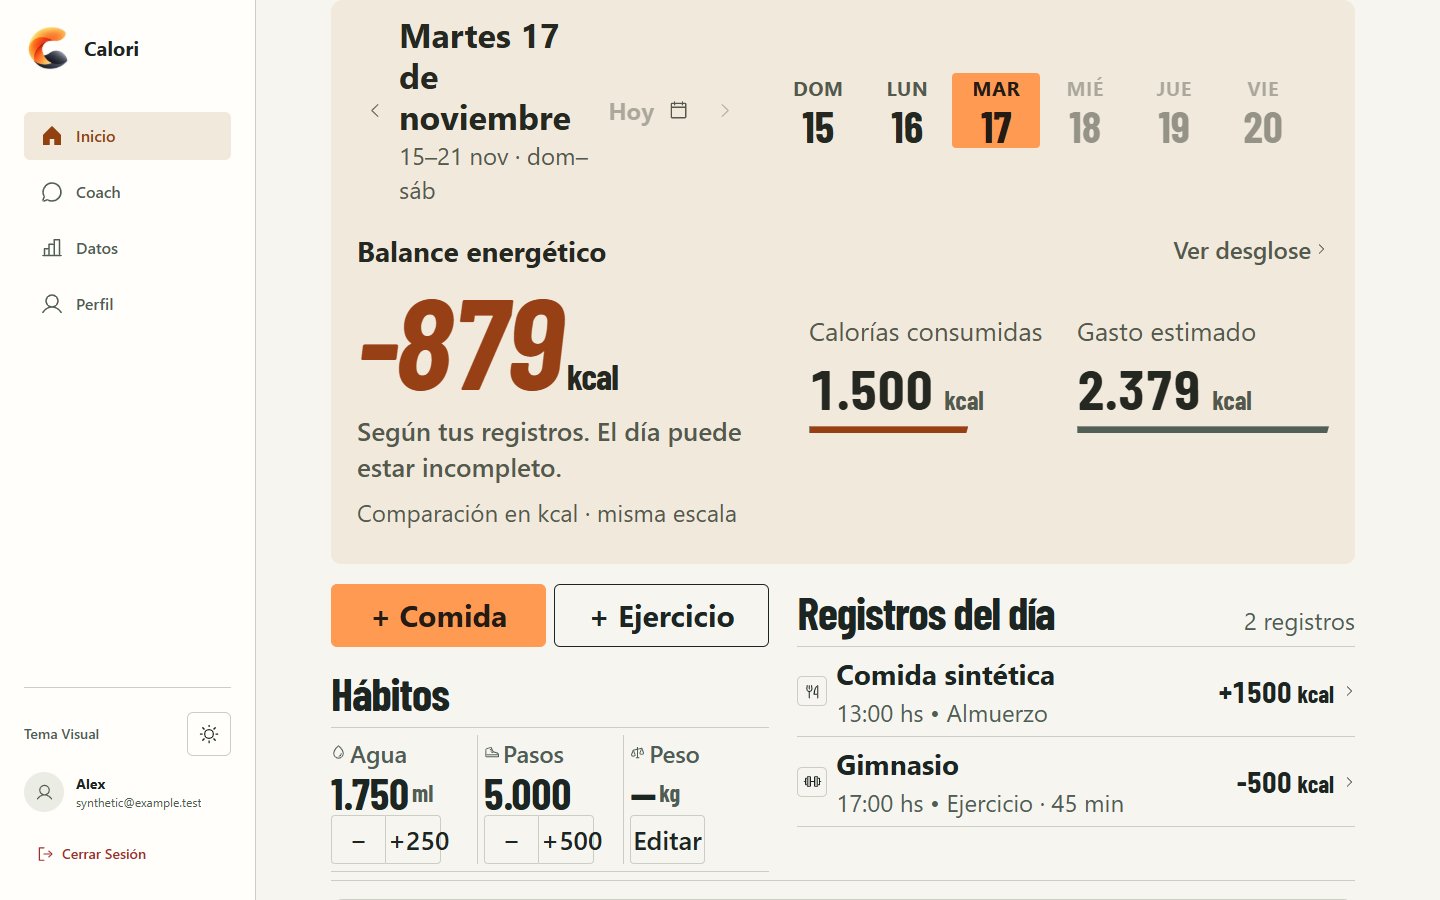 Calori
Inicio
Coach
Datos
Perfil
Tema Visual
Alex
synthetic@example.test
Cerrar Sesión
Martes 17
de
noviembre
15–21 nov · dom–
sáb
Hoy
DOM
15
LUN
16
MAR
17
MIÉ
18
JUE
19
VIE
20
Balance energético
Ver desglose
-879 kcal
Según tus registros. El día puede
estar incompleto.
Comparación en kcal · misma escala
Calorías consumidas
1.500 kcal
Gasto estimado
2.379 kcal
+ Comida
+ Ejercicio
Hábitos
Agua
1.750 ml
− +250
Pasos
5.000
− +500
Peso
— kg
Editar
Registros del día
2 registros
Comida sintética
13:00 hs • Almuerzo
+1500 kcal
Gimnasio
17:00 hs • Ejercicio · 45 min
-500 kcal